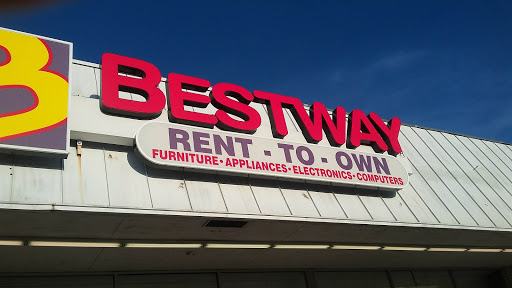 B
BESTWAY
RENT - TO - OWN
FURNITURE • APPLIANCES • ELECTRONICS • COMPUTERS